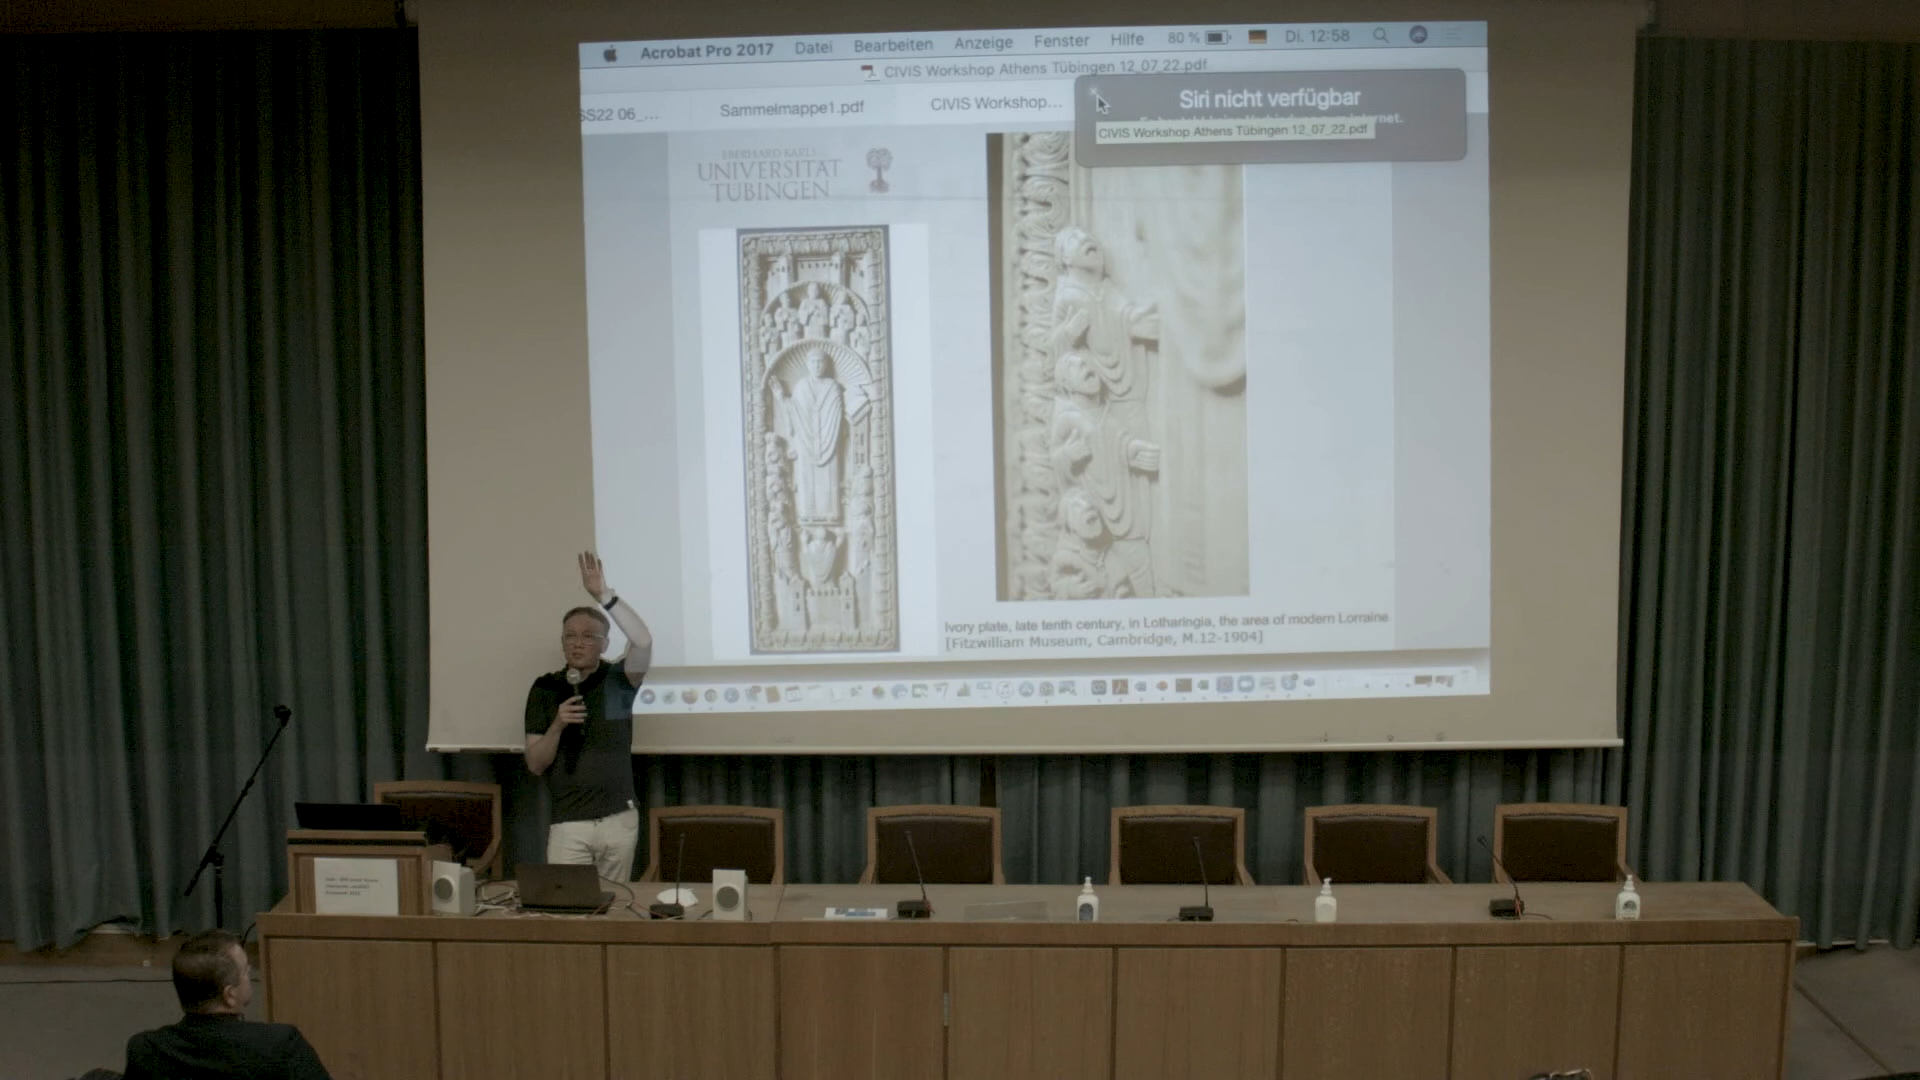 Acrobat Pro 2017 Datei Bearbeiten Anzeige Fenster Hilfe 80 % Di. 12:58
CIVIS Workshop Athens Tübingen 12_07_22.pdf
SS22 06_... Sammelmappe1.pdf CIVIS Workshop...
Siri nicht verfügbar
CIVIS Workshop Athens Tübingen 12_07_22.pdf
EBERHARD KARLS
UNIVERSITÄT
TÜBINGEN
Ivory plate, late tenth century, in Lotharingia, the area of modern Lorraine
[Fitzwilliam Museum, Cambridge, M.12-1904]